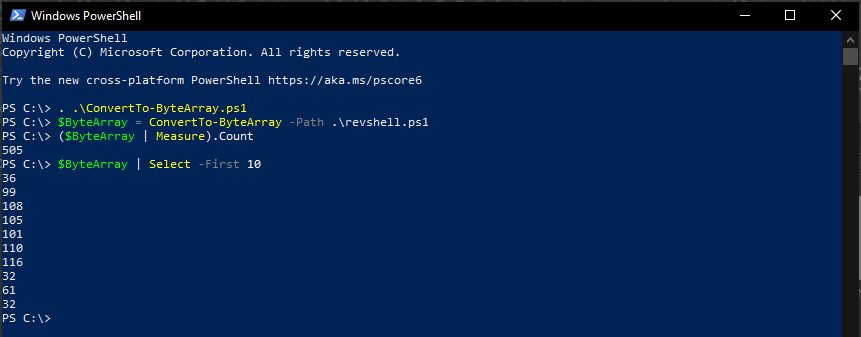 Windows PowerShell
Windows PowerShell
Copyright (C) Microsoft Corporation. All rights reserved.
Try the new cross-platform PowerShell https://aka.ms/pscore6
PS C:\> . .\ConvertTo-ByteArray.ps1
PS C:\> $ByteArray = ConvertTo-ByteArray -Path .\revshell.ps1
PS C:\> ($ByteArray | Measure).Count
505
PS C:\> $ByteArray | Select -First 10
36
99
108
105
101
110
116
32
61
32
PS C:\>